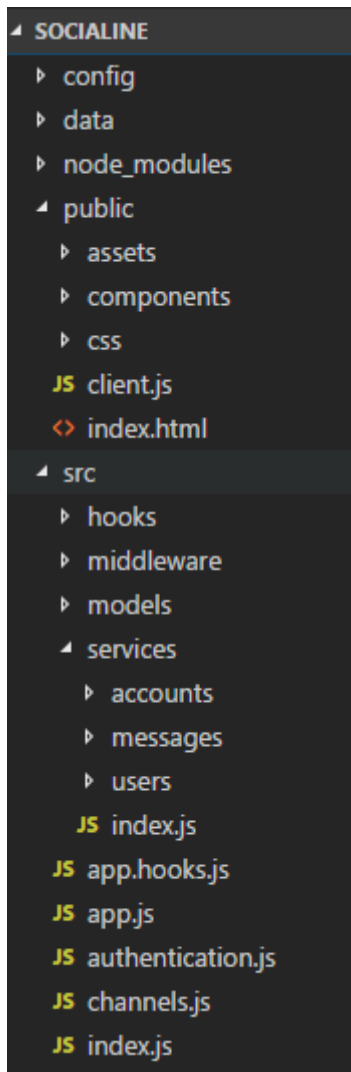 SOCIALINE
config
data
node_modules
public
assets
components
css
JS client.js
<> index.html
src
hooks
middleware
models
services
accounts
messages
users
JS index.js
JS app.hooks.js
JS app.js
JS authentication.js
JS channels.js
JS index.js